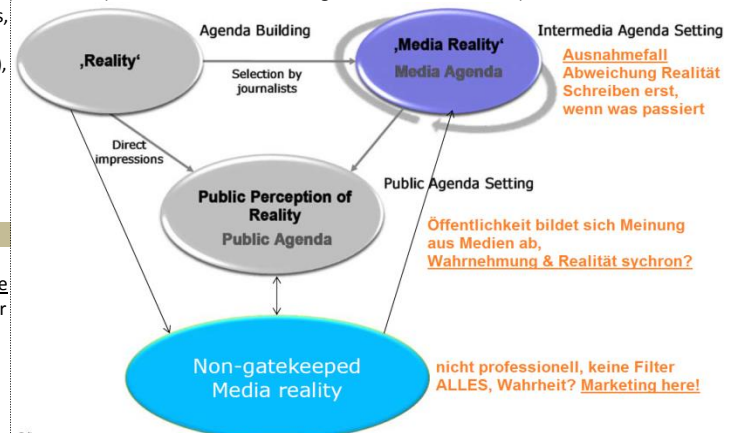 s,
),
e
r
Agenda Building
Intermedia Agenda Setting
‚Reality‘
‚Media Reality‘
Media Agenda
Selection by
journalists
Ausnahmefall
Abweichung Realität
Schreiben erst,
wenn was passiert
Direct
impressions
Public Agenda Setting
Public Perception of
Reality
Public Agenda
Öffentlichkeit bildet sich Meinung
aus Medien ab,
Wahrnehmung & Realität sychron?
Non-gatekeeped
Media reality
nicht professionell, keine Filter
ALLES, Wahrheit? Marketing here!